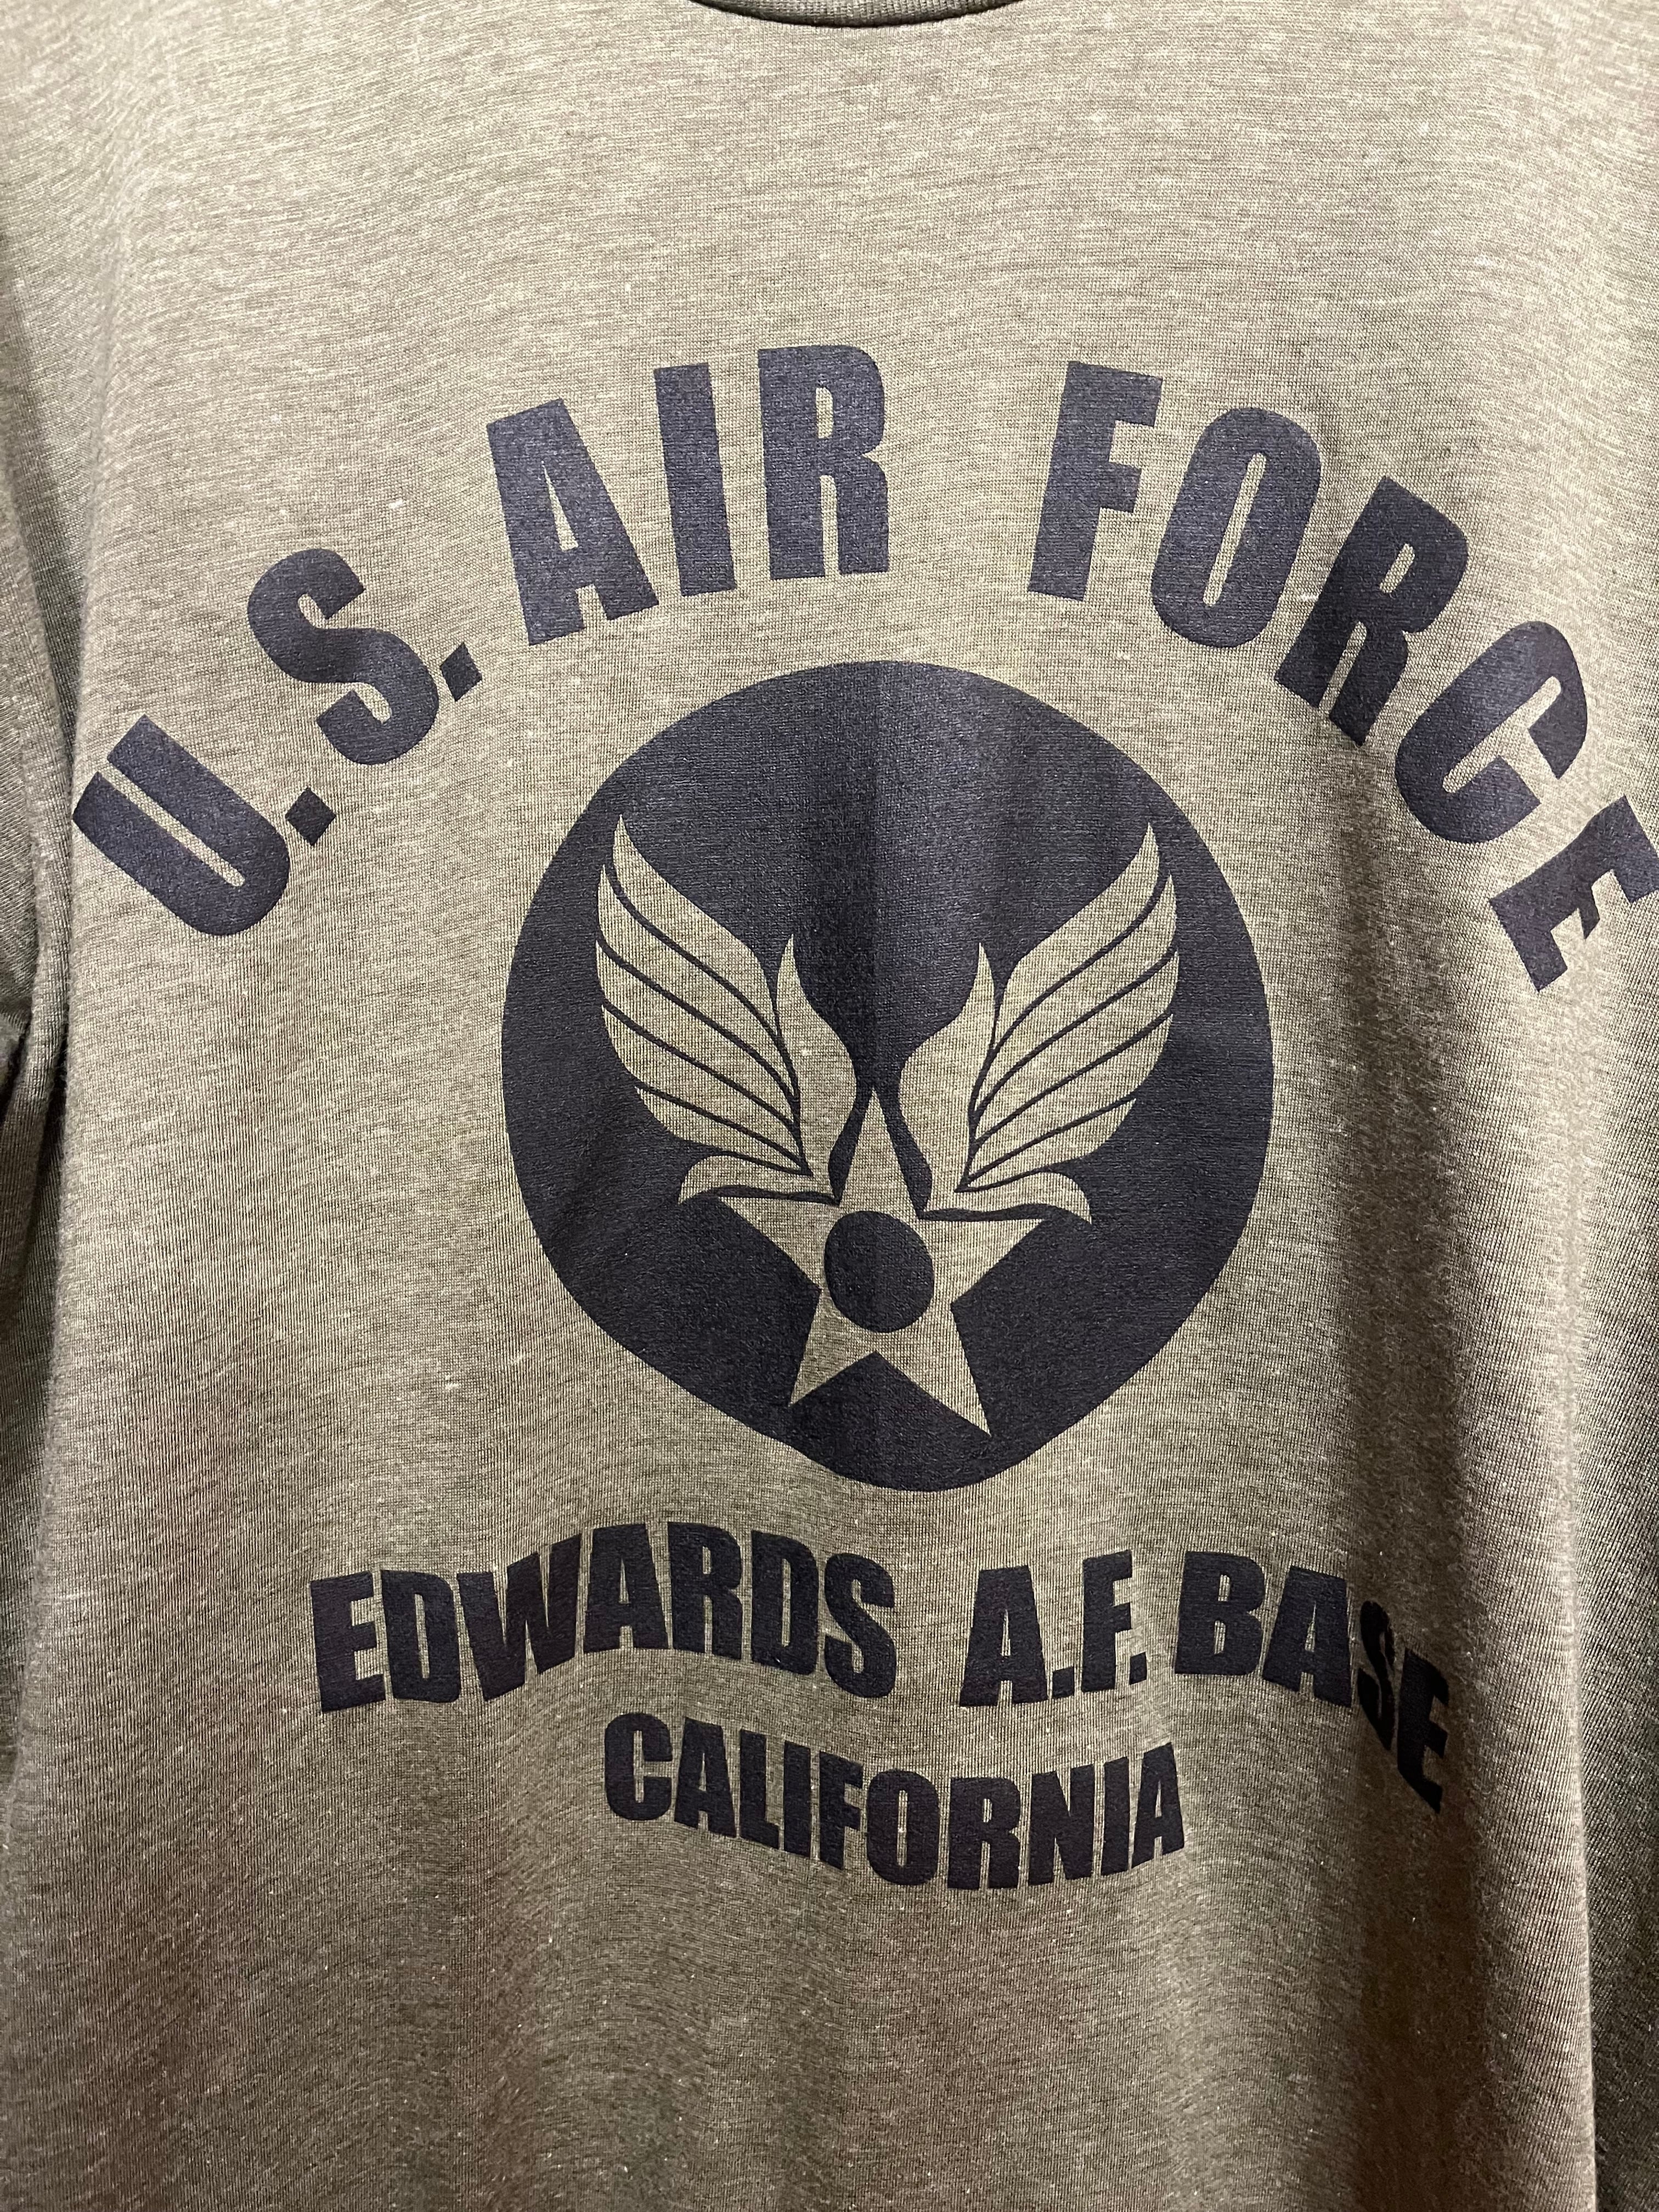 U.S. AIR FORCE
EDWARDS A.F. BASE
CALIFORNIA